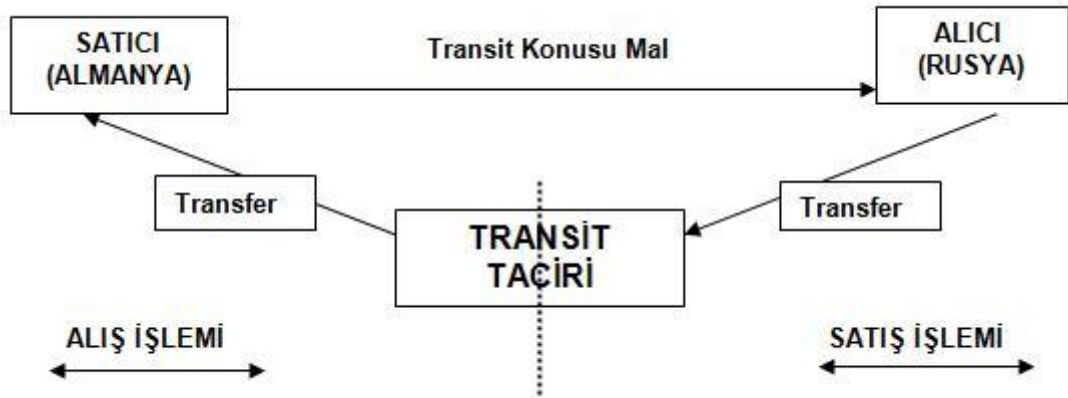 SATICI
(ALMANYA)
Transit Konusu Mal
ALICI
(RUSYA)
Transfer
Transfer
TRANSİT
TACİRİ
ALIŞ İŞLEMİ
SATIŞ İŞLEMİ